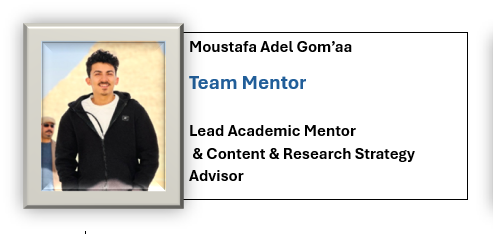 Moustafa Adel Gom’aa
Team Mentor
Lead Academic Mentor
& Content & Research Strategy
Advisor